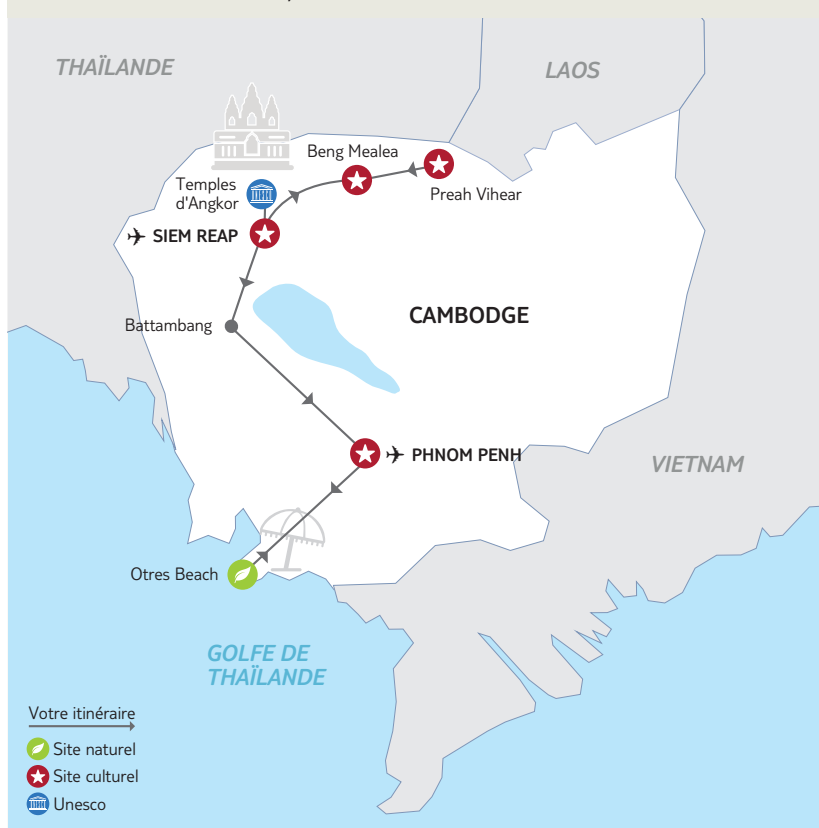 THAÏLANDE
LAOS
Beng Mealea
Preah Vihear
Temples
d'Angkor
SIEM REAP
CAMBODGE
Battambang
PHNOM PENH
VIETNAM
Otres Beach
GOLFE DE
THAÏLANDE
Votre itinéraire
Site naturel
Site culturel
Unesco